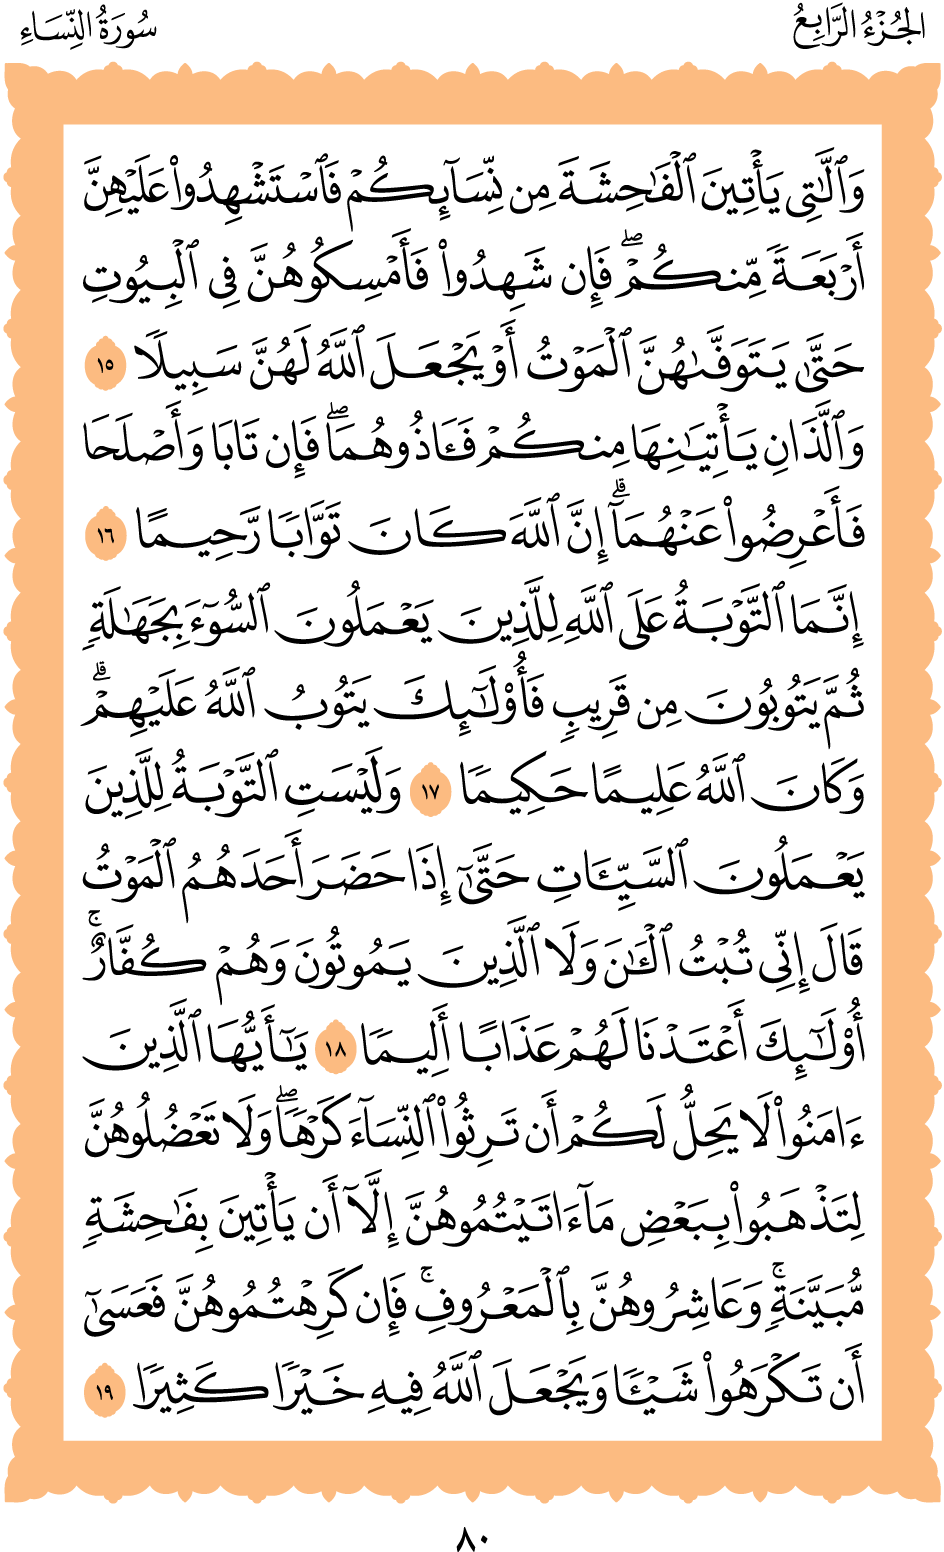 الجُزْءُ الرَّابِعُ
سُورَةُ النِّسَاءِ
وَٱلَّٰتِى يَأْتِينَ ٱلْفَٰحِشَةَ مِن نِّسَآئِكُمْ فَٱسْتَشْهِدُوا۟ عَلَيْهِنَّ
أَرْبَعَةً مِّنكُمْ ۖ فَإِن شَهِدُوا۟ فَأَمْسِكُوهُنَّ فِى ٱلْبُيُوتِ
حَتَّىٰ يَتَوَفَّىٰهُنَّ ٱلْمَوْتُ أَوْ يَجْعَلَ ٱللَّهُ لَهُنَّ سَبِيلًا ١٥
وَٱلَّذَانِ يَأْتِيَٰنِهَا مِنكُمْ فَـَٔاذُوهُمَا ۖ فَإِن تَابَا وَأَصْلَحَا
فَأَعْرِضُوا۟ عَنْهُمَآ ۗ إِنَّ ٱللَّهَ كَانَ تَوَّابًا رَّحِيمًا ١٦
إِنَّمَا ٱلتَّوْبَةُ عَلَى ٱللَّهِ لِلَّذِينَ يَعْمَلُونَ ٱلسُّوٓءَ بِجَهَٰلَةٍ
ثُمَّ يَتُوبُونَ مِن قَرِيبٍ فَأُو۟لَٰٓئِكَ يَتُوبُ ٱللَّهُ عَلَيْهِمْ ۗ
وَكَانَ ٱللَّهُ عَلِيمًا حَكِيمًا ١٧ وَلَيْسَتِ ٱلتَّوْبَةُ لِلَّذِينَ
يَعْمَلُونَ ٱلسَّيِّـَٔاتِ حَتَّىٰٓ إِذَا حَضَرَ أَحَدَهُمُ ٱلْمَوْتُ
قَالَ إِنِّى تُبْتُ ٱلْـَٰٔنَ وَلَا ٱلَّذِينَ يَمُوتُونَ وَهُمْ كُفَّارٌ ۚ
أُو۟لَٰٓئِكَ أَعْتَدْنَا لَهُمْ عَذَابًا أَلِيمًا ١٨ يَٰٓأَيُّهَا ٱلَّذِينَ
ءَامَنُوا۟ لَا يَحِلُّ لَكُمْ أَن تَرِثُوا۟ ٱلنِّسَآءَ كَرْهًا ۖ وَلَا تَعْضُلُوهُنَّ
لِتَذْهَبُوا۟ بِبَعْضِ مَآ ءَاتَيْتُمُوهُنَّ إِلَّآ أَن يَأْتِينَ بِفَٰحِشَةٍ
مُّبَيِّنَةٍ ۚ وَعَاشِرُوهُنَّ بِٱلْمَعْرُوفِ ۚ فَإِن كَرِهْتُمُوهُنَّ فَعَسَىٰٓ
أَن تَكْرَهُوا۟ شَيْـًٔا وَيَجْعَلَ ٱللَّهُ فِيهِ خَيْرًا كَثِيرًا ١٩
٨٠